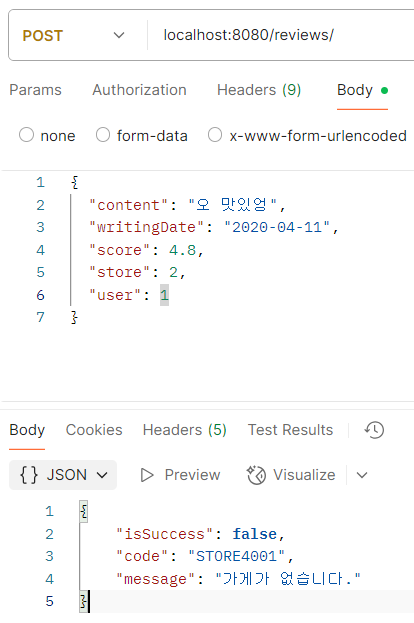 POST localhost:8080/reviews/
Params Authorization Headers (9) Body
none form-data x-www-form-urlencoded
1 {
2 "content": "오 맛있엉",
3 "writingDate": "2020-04-11",
4 "score": 4.8,
5 "store": 2,
6 "user": 1
7 }
Body Cookies Headers (5) Test Results
{} JSON Preview Visualize
1 {
2 "isSuccess": false,
3 "code": "STORE4001",
4 "message": "가게가 없습니다."
5 }